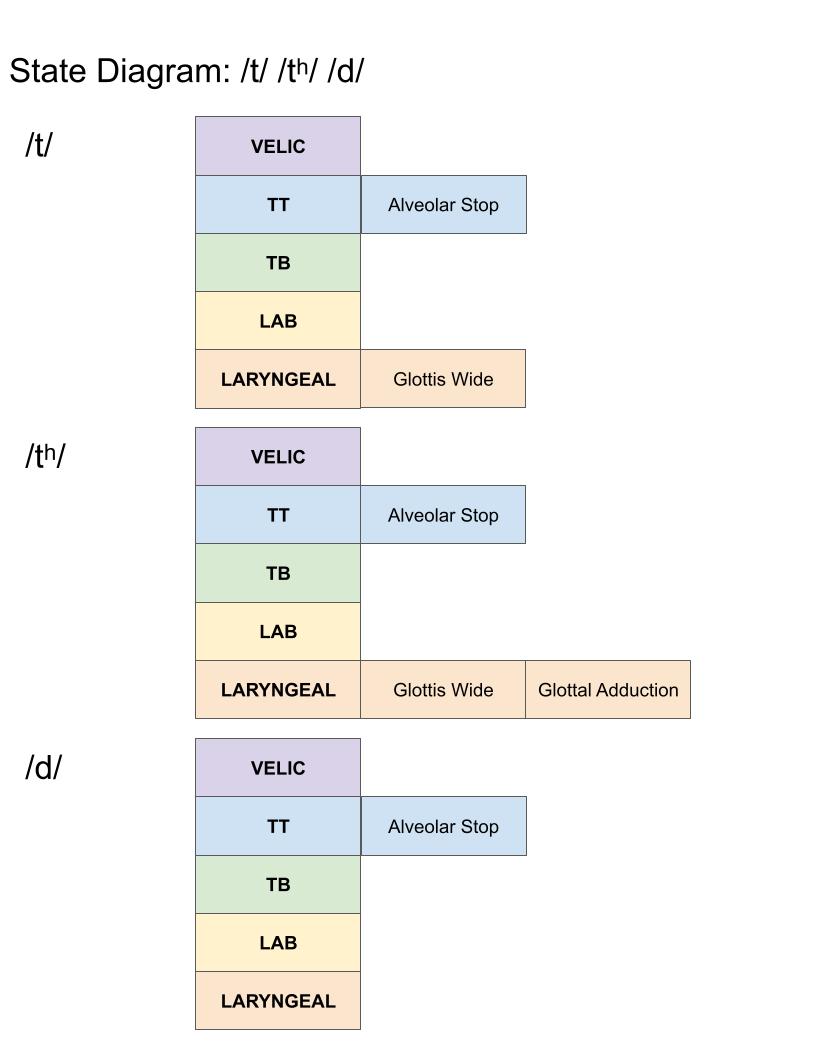 State Diagram: /t/ /tʰ/ /d/
/t/
VELIC
TT Alveolar Stop
TB
LAB
LARYNGEAL Glottis Wide
/tʰ/
VELIC
TT Alveolar Stop
TB
LAB
LARYNGEAL Glottis Wide Glottal Adduction
/d/
VELIC
TT Alveolar Stop
TB
LAB
LARYNGEAL